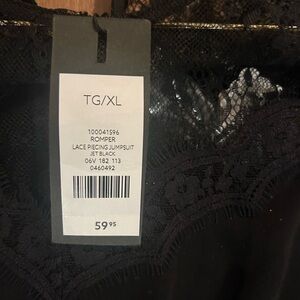 TG/XL
100041596
ROMPER
LACE PIECING JUMPSUIT
JET BLACK
06V 182 113
0460492
59 95